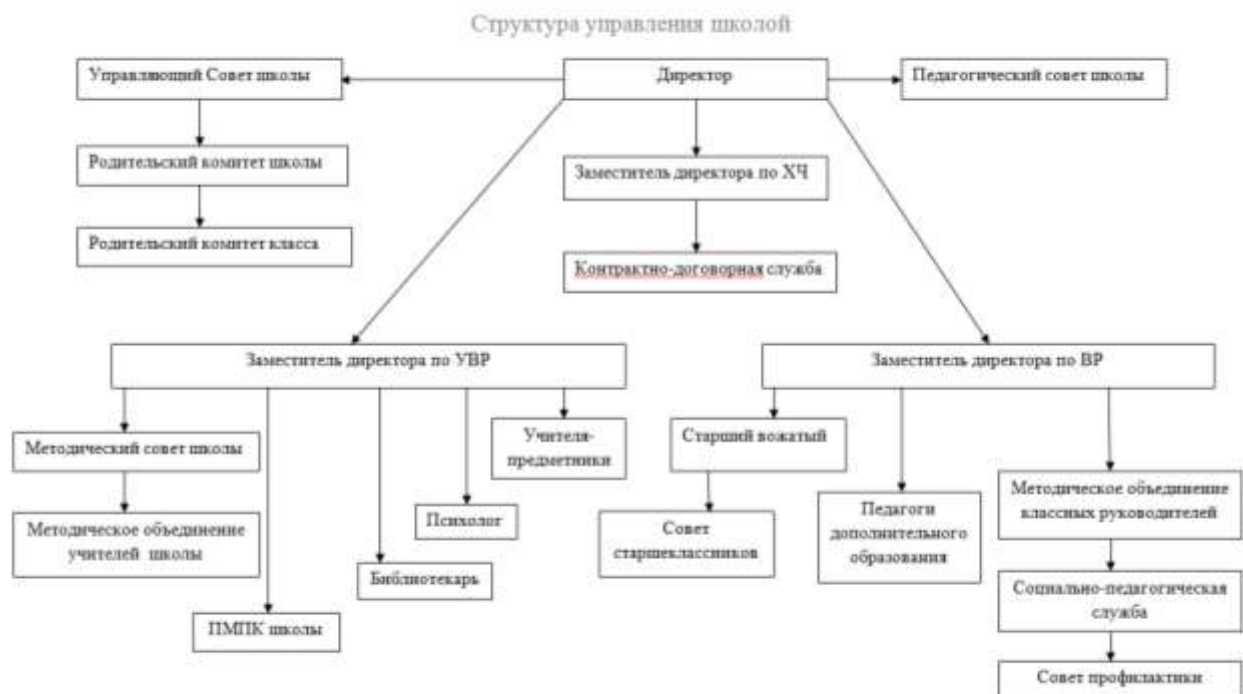 Структура управления школой
Управляющий Совет школы
Директор
Педагогический совет школы
Родительский комитет школы
Заместитель директора по ХЧ
Родительский комитет класса
Контрактно-договорная служба
Заместитель директора по УВР
Заместитель директора по ВР
Методический совет школы
Учителя-
предметники
Старший вожатый
Методическое объединение
учителей школы
Психолог
Совет
старшеклассников
Педагоги
дополнительного
образования
Методическое объединение
классных руководителей
Библиотекарь
Социально-педагогическая
служба
ПМПК школы
Совет профилактики